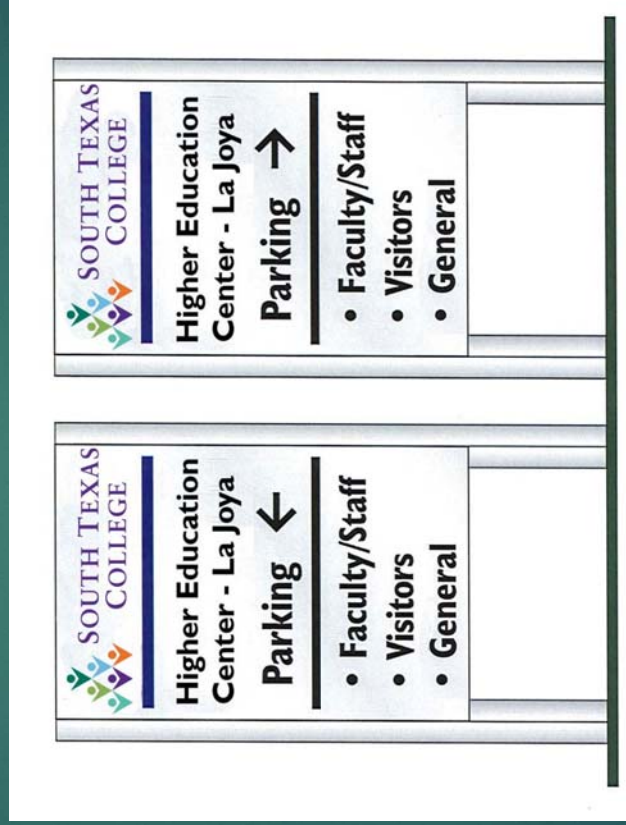 SOUTH TEXAS
COLLEGE
Higher Education
Center - La Joya
Parking ←
• Faculty/Staff
• Visitors
• General
SOUTH TEXAS
COLLEGE
Higher Education
Center - La Joya
Parking →
• Faculty/Staff
• Visitors
• General